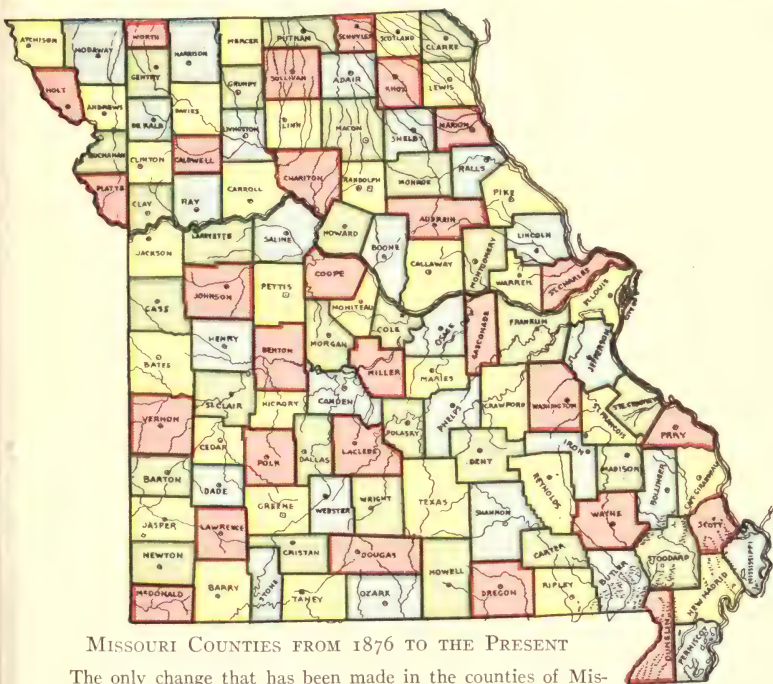 ATCHISON
NODAWAY
WORTH
HARRISON
MERCER
PUTNAM
SCHUYLER
SCOTLAND
CLARKE
HOLT
ANDREWS
GENTRY
DE KALB
DAVIES
GRUMPY
SULLIVAN
ADAIR
KNOX
LEWIS
BUCHANAN
CLINTON
CALDWELL
LIVINGSTON
LINN
MACON
SHELBY
MARION
PLATTE
CLAY
RAY
CARROLL
CHARITON
RANDOLPH
MONROE
RALLS
PIKE
JACKSON
LAFAYETTE
SALINE
HOWARD
BOONE
AUDRAIN
CALLAWAY
MONTGOMERY
LINCOLN
WARREN
ST. CHARLES
ST. LOUIS
CASS
JOHNSON
PETTIS
COOPE
MONITEAU
COLE
OSAGE
GASCONADE
FRANKLIN
JEFFERSON
BATES
HENRY
BENTON
MORGAN
MILLER
MARIES
ST. CLAIR
HICKORY
CAMDEN
POLASKY
PHELPS
CRAWFORD
WASHINGTON
ST. FRANCOIS
STE. GENEVIEVE
PRRY
VERNON
CEDAR
POLK
DALLAS
LACLEDE
DENT
IRON
MADISON
BOLLINGER
CAPE GIRARDEAU
BARTON
DADE
GREENE
WEBSTER
WRIGHT
TEXAS
SHANNON
REYNOLDS
WAYNE
SCOTT
MISSISSIPPI
JASPER
LAWRENCE
NEWTON
CRISTAN
DOUGAS
HOWELL
CARTER
BUTLER
STODDARD
NEW MADRID
McDONALD
BARRY
STONE
TANEY
OZARK
OREGON
RIPLEY
DUNKLIN
PEMISCO
MISSOURI COUNTIES FROM 1876 TO THE PRESENT
The only change that has been made in the counties of Mis-